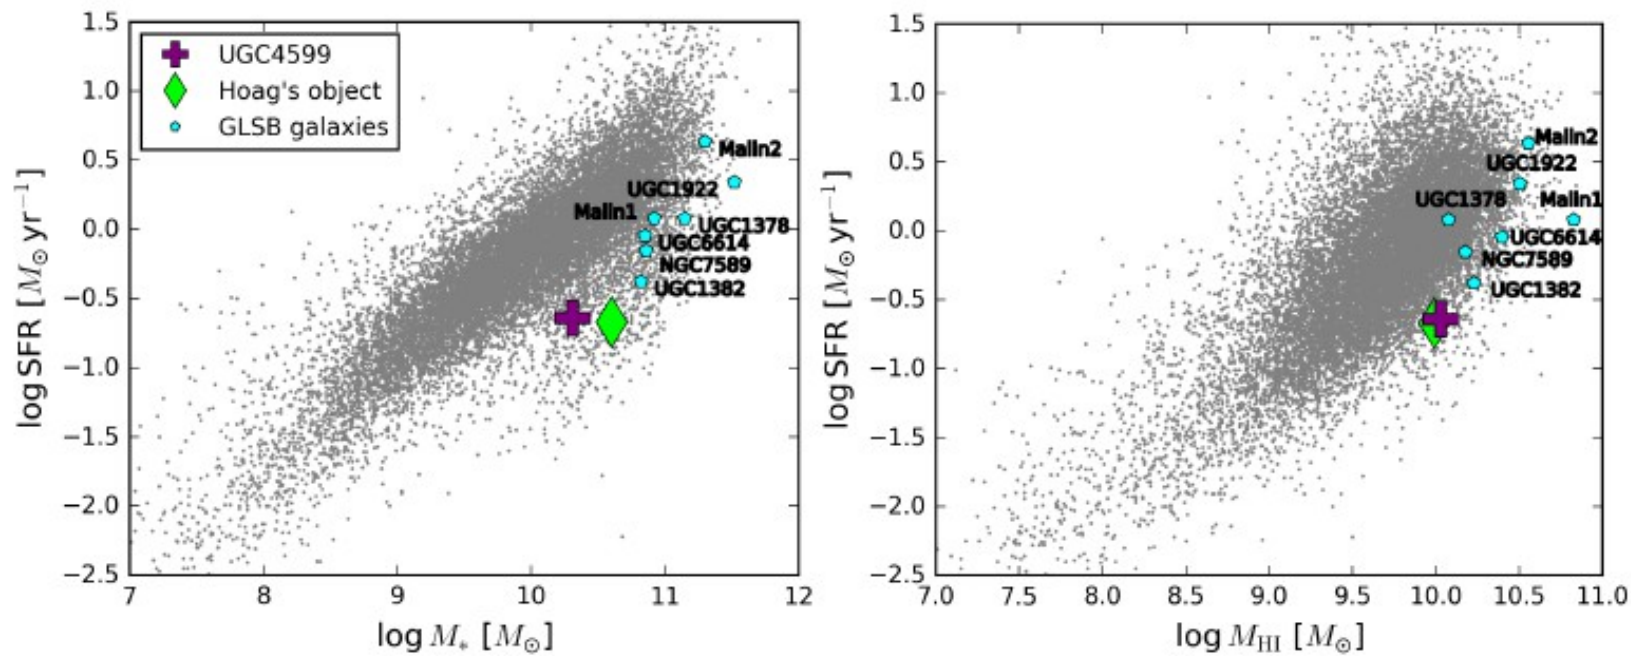 1.5
1.0
0.5
0.0
−0.5
−1.0
−1.5
−2.0
−2.5
log SFR [M⊙ yr⁻¹]
UGC4599
Hoag's object
GLSB galaxies
Malin2
UGC1922
Malin1
UGC1378
UGC6614
NGC7589
UGC1382
7 8 9 10 11 12
log M* [M⊙]
1.5
1.0
0.5
0.0
−0.5
−1.0
−1.5
−2.0
−2.5
log SFR [M⊙ yr⁻¹]
Malin2
UGC1922
UGC1378 Malin1
UGC6614
NGC7589
UGC1382
7.0 7.5 8.0 8.5 9.0 9.5 10.0 10.5 11.0
log M_HI [M⊙]